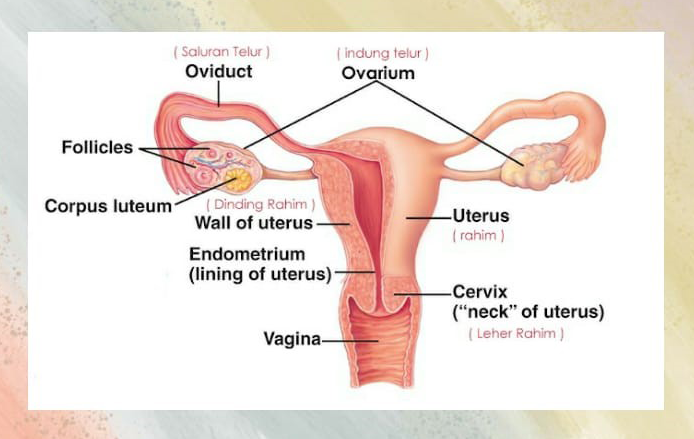 ( Saluran Telur )
Oviduct
( indung telur )
Ovarium
Follicles
Corpus luteum
( Dinding Rahim )
Wall of uterus
Endometrium
(lining of uterus)
Vagina
Uterus
( rahim )
Cervix
(“neck” of uterus)
( Leher Rahim )